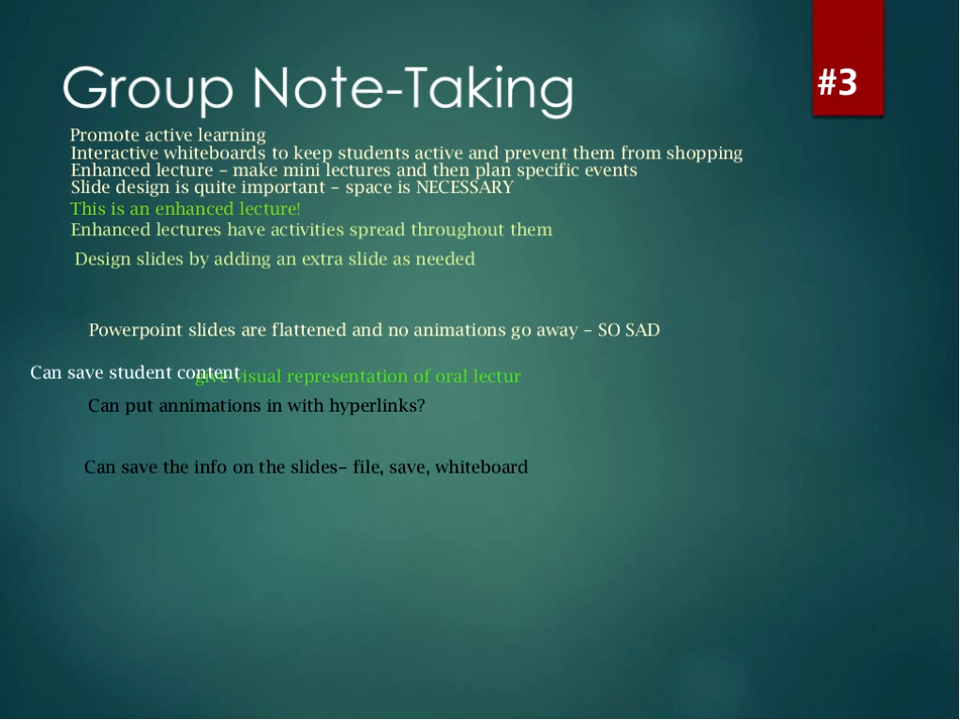 Group Note-Taking
#3
Promote active learning
Interactive whiteboards to keep students active and prevent them from shopping
Enhanced lecture – make mini lectures and then plan specific events
Slide design is quite important – space is NECESSARY
This is an enhanced lecture!
Enhanced lectures have activities spread throughout them
Design slides by adding an extra slide as needed
Powerpoint slides are flattened and no animations go away – SO SAD
Can save student content
give visual representation of oral lectur
Can put annimations in with hyperlinks?
Can save the info on the slides– file, save, whiteboard